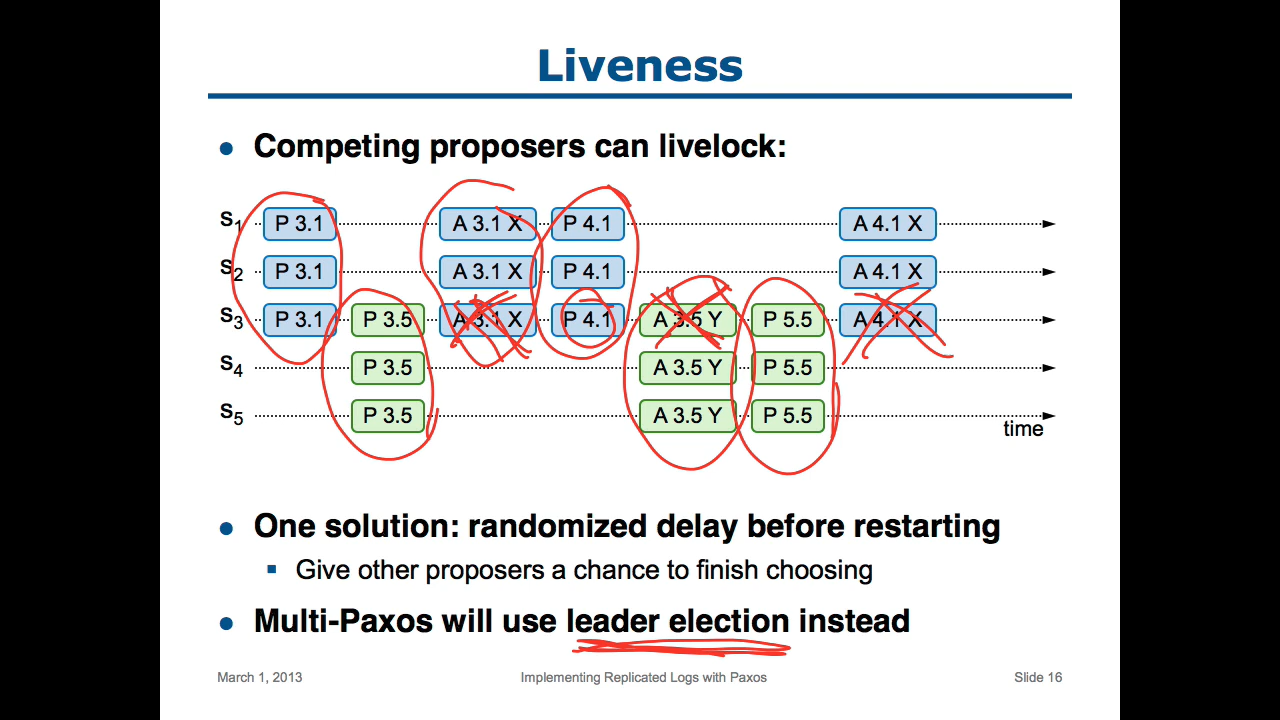 Liveness
• Competing proposers can livelock:
S1 P 3.1 A 3.1 X P 4.1 A 4.1 X
S2 P 3.1 A 3.1 X P 4.1 A 4.1 X
S3 P 3.1 P 3.5 A 3.1 X P 4.1 A 3.5 Y P 5.5 A 4.1 X
S4 P 3.5 A 3.5 Y P 5.5
S5 P 3.5 A 3.5 Y P 5.5
time
• One solution: randomized delay before restarting
▪ Give other proposers a chance to finish choosing
• Multi-Paxos will use leader election instead
March 1, 2013 Implementing Replicated Logs with Paxos Slide 16